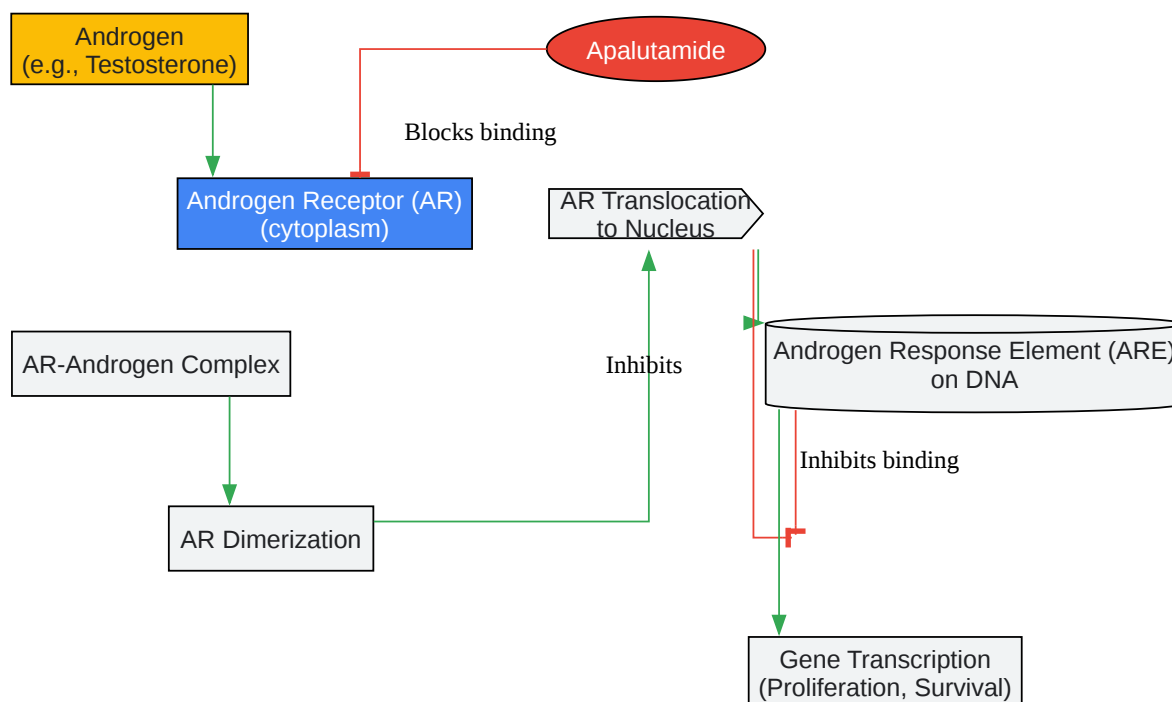 Androgen
(e.g., Testosterone)
Apalutamide
Blocks binding
Androgen Receptor (AR)
(cytoplasm)
AR Translocation
to Nucleus
AR-Androgen Complex
Inhibits
Androgen Response Element (ARE)
on DNA
Inhibits binding
AR Dimerization
Gene Transcription
(Proliferation, Survival)